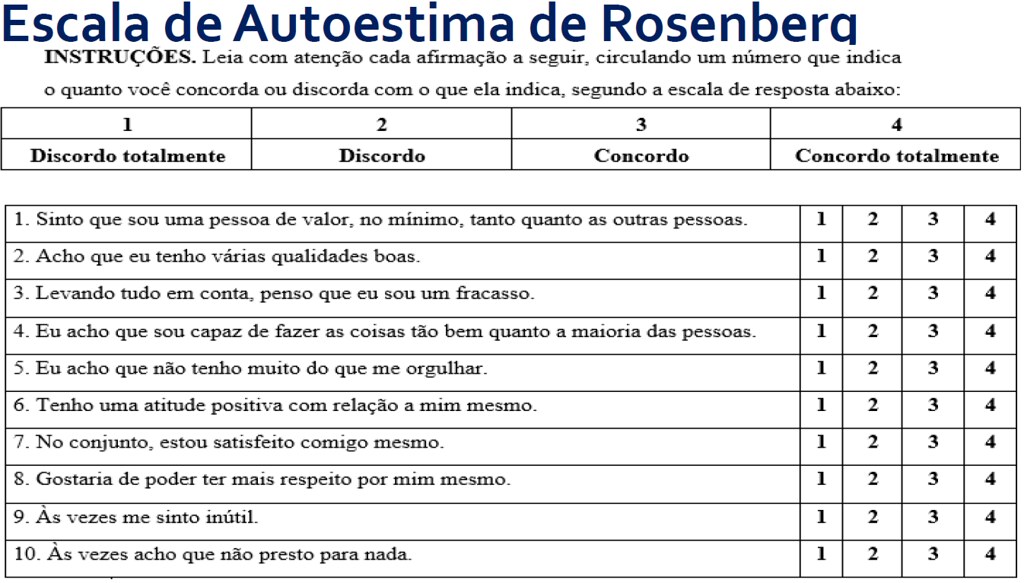 Escala de Autoestima de Rosenberg
INSTRUÇÕES. Leia com atenção cada afirmação a seguir, circulando um número que indica
o quanto você concorda ou discorda com o que ela indica, segundo a escala de resposta abaixo:
1 2 3 4
Discordo totalmente Discordo Concordo Concordo totalmente
1. Sinto que sou uma pessoa de valor, no mínimo, tanto quanto as outras pessoas. 1 2 3 4
2. Acho que eu tenho várias qualidades boas. 1 2 3 4
3. Levando tudo em conta, penso que eu sou um fracasso. 1 2 3 4
4. Eu acho que sou capaz de fazer as coisas tão bem quanto a maioria das pessoas. 1 2 3 4
5. Eu acho que não tenho muito do que me orgulhar. 1 2 3 4
6. Tenho uma atitude positiva com relação a mim mesmo. 1 2 3 4
7. No conjunto, estou satisfeito comigo mesmo. 1 2 3 4
8. Gostaria de poder ter mais respeito por mim mesmo. 1 2 3 4
9. Às vezes me sinto inútil. 1 2 3 4
10. Às vezes acho que não presto para nada. 1 2 3 4